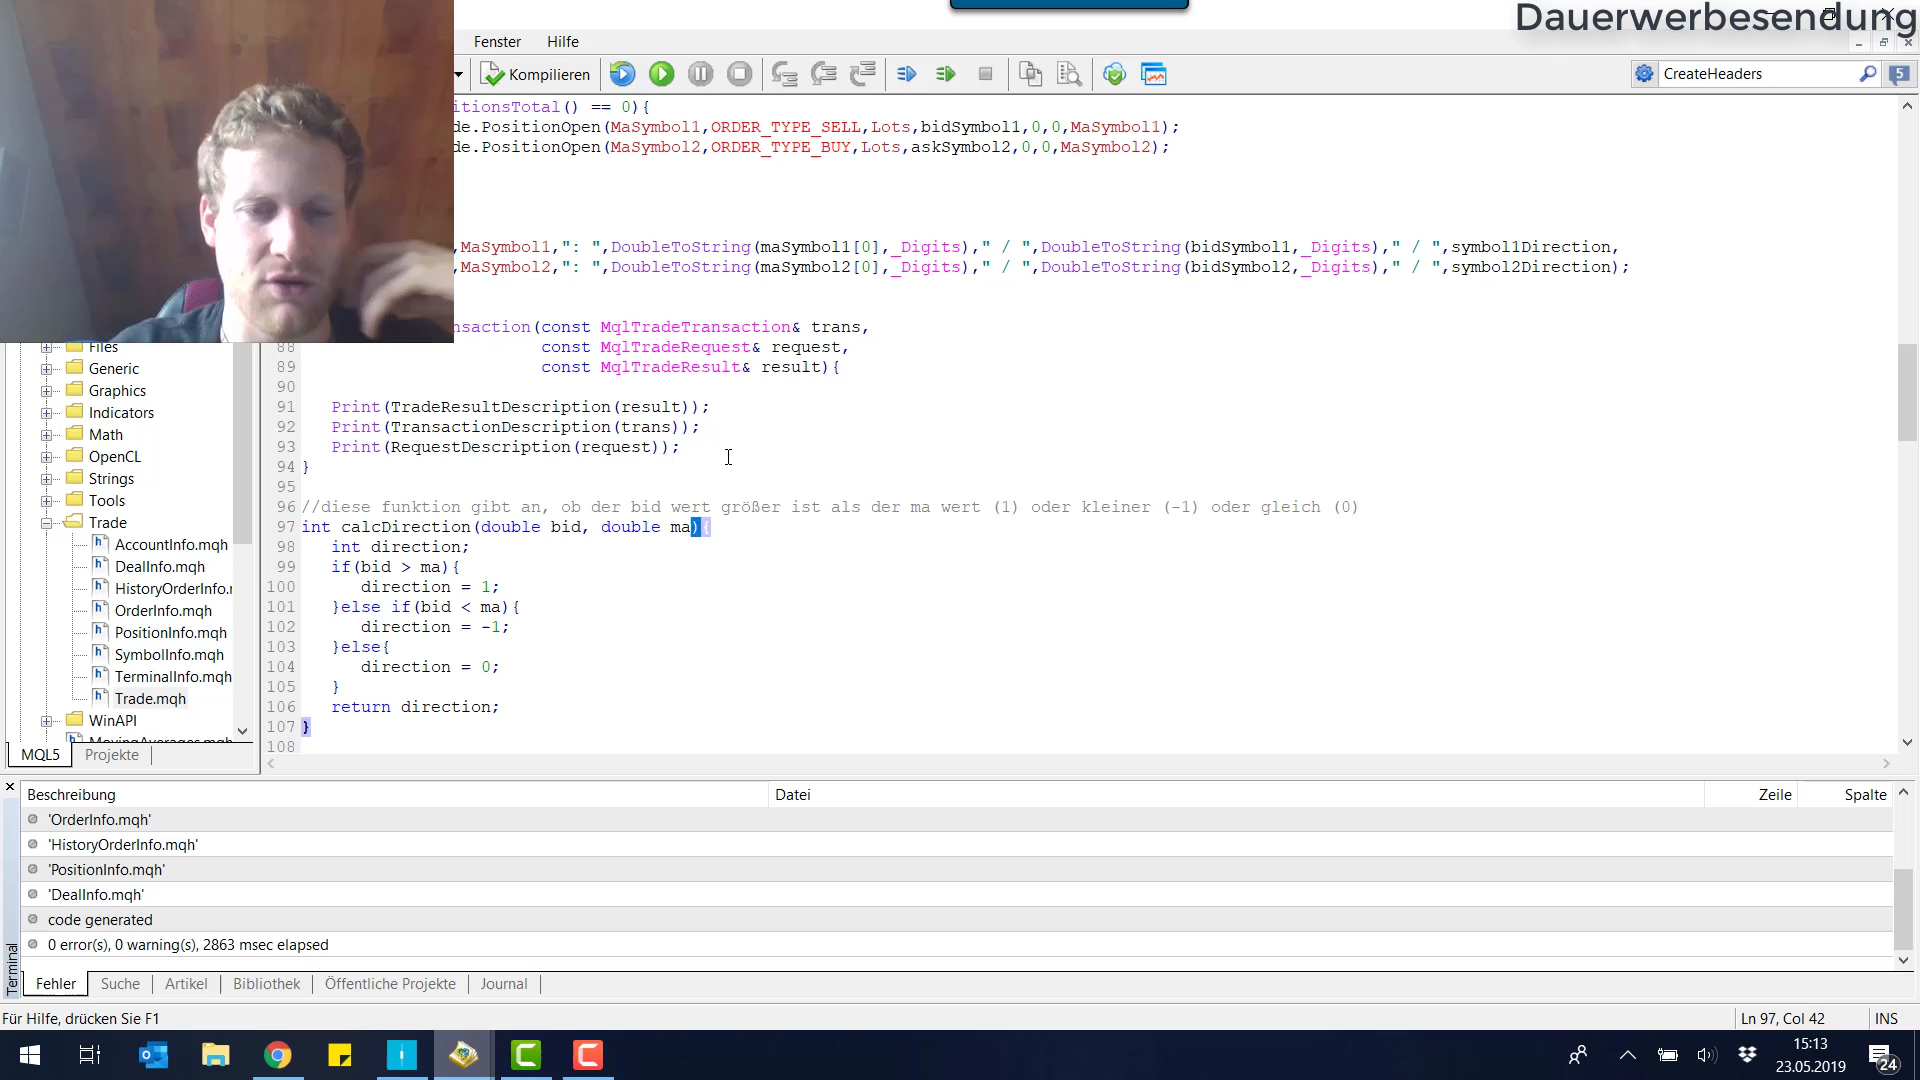 Dauerwerbesendung
Fenster Hilfe
Kompilieren
CreateHeaders
5
itionsTotal() == 0){
de.PositionOpen(MaSymbol1,ORDER_TYPE_SELL,Lots,bidSymbol1,0,0,MaSymbol1);
de.PositionOpen(MaSymbol2,ORDER_TYPE_BUY,Lots,askSymbol2,0,0,MaSymbol2);
,MaSymbol1,": ",DoubleToString(maSymbol1[0],_Digits)," / ",DoubleToString(bidSymbol1,_Digits)," / ",symbol1Direction,
,MaSymbol2,": ",DoubleToString(maSymbol2[0],_Digits)," / ",DoubleToString(bidSymbol2,_Digits)," / ",symbol2Direction);
nsaction(const MqlTradeTransaction& trans,
88 const MqlTradeRequest& request,
89 const MqlTradeResult& result){
90
91 Print(TradeResultDescription(result));
92 Print(TransactionDescription(trans));
93 Print(RequestDescription(request));
94 }
95
96 //diese funktion gibt an, ob der bid wert größer ist als der ma wert (1) oder kleiner (-1) oder gleich (0)
97 int calcDirection(double bid, double ma){
98 int direction;
99 if(bid > ma){
100 direction = 1;
101 }else if(bid < ma){
102 direction = -1;
103 }else{
104 direction = 0;
105 }
106 return direction;
107 }
108
Files
Generic
Graphics
Indicators
Math
OpenCL
Strings
Tools
Trade
AccountInfo.mqh
DealInfo.mqh
HistoryOrderInfo.
OrderInfo.mqh
PositionInfo.mqh
SymbolInfo.mqh
TerminalInfo.mqh
Trade.mqh
WinAPI
MovingAverages.mqh
MQL5 Projekte
Beschreibung Datei Zeile Spalte
'OrderInfo.mqh'
'HistoryOrderInfo.mqh'
'PositionInfo.mqh'
'DealInfo.mqh'
code generated
0 error(s), 0 warning(s), 2863 msec elapsed
Terminal
Fehler Suche Artikel Bibliothek Öffentliche Projekte Journal
Für Hilfe, drücken Sie F1
Ln 97, Col 42 INS
15:13
23.05.2019
24